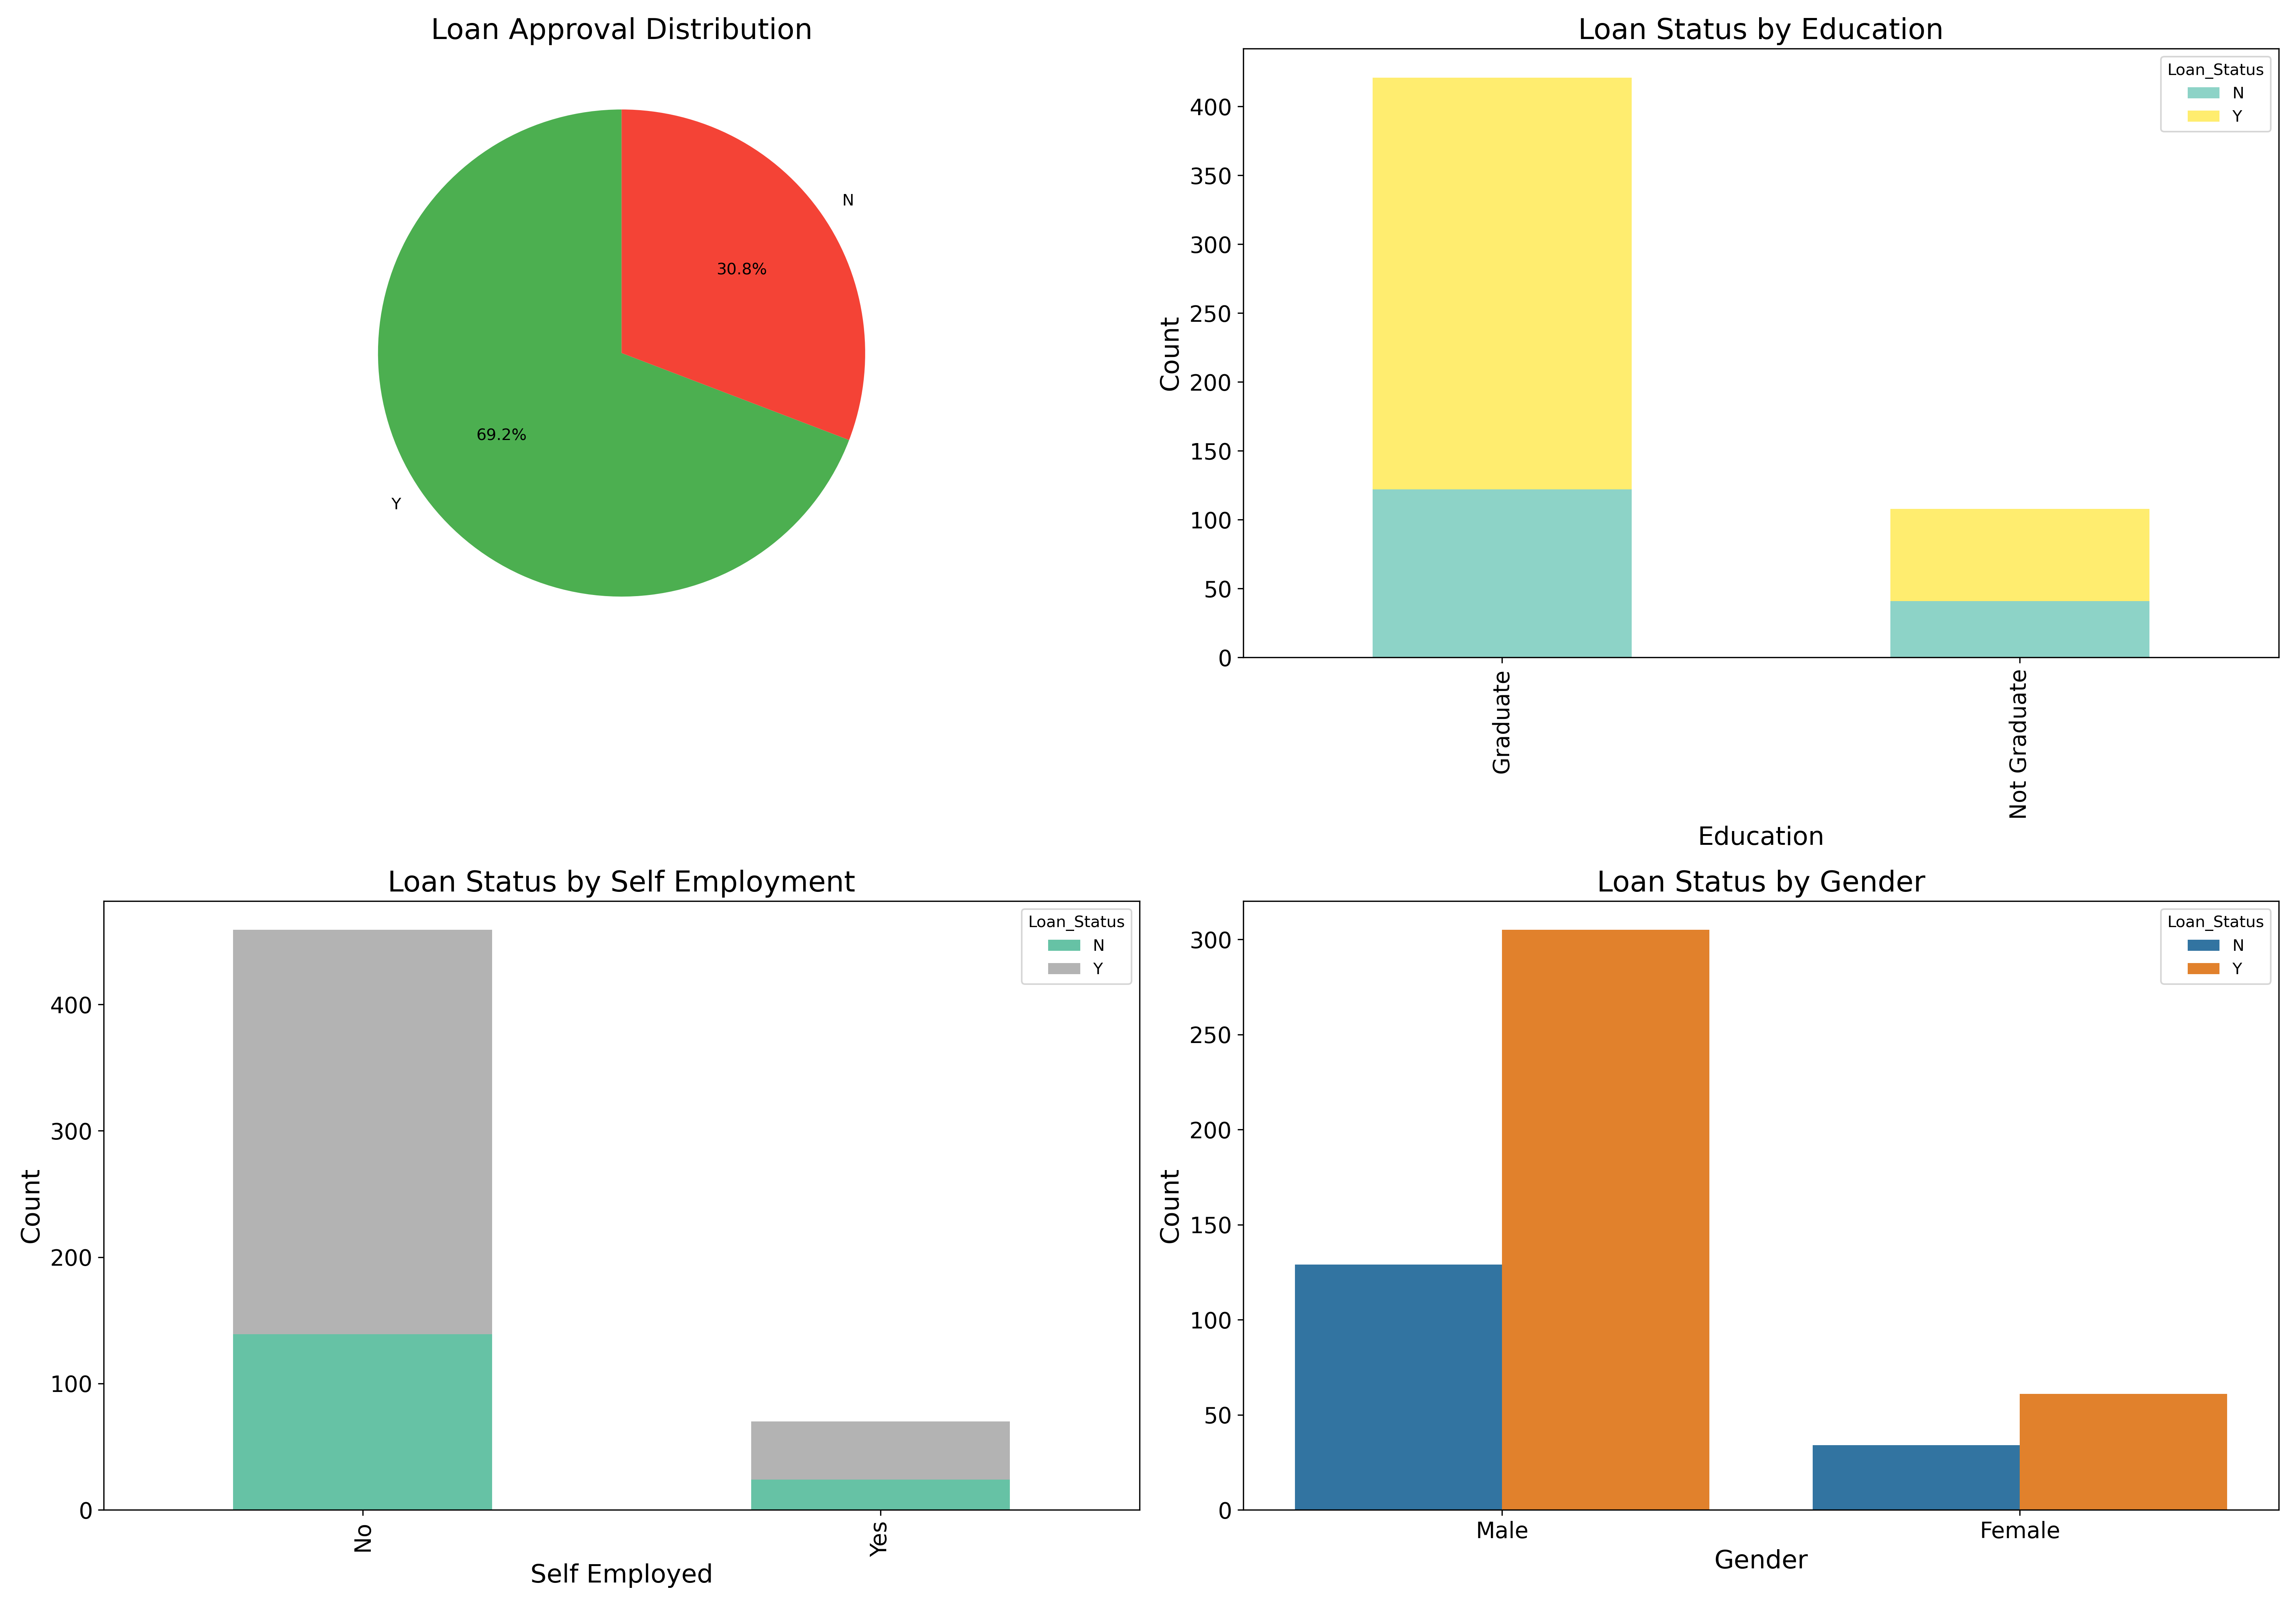 Loan Approval Distribution
N
30.8%
69.2%
Y
Loan Status by Education
Loan_Status
N
Y
400
350
300
250
200
150
100
50
0
Count
Graduate
Not Graduate
Education
Loan Status by Self Employment
Loan_Status
N
Y
400
300
200
100
0
Count
No
Yes
Self Employed
Loan Status by Gender
Loan_Status
N
Y
300
250
200
150
100
50
0
Count
Male
Female
Gender